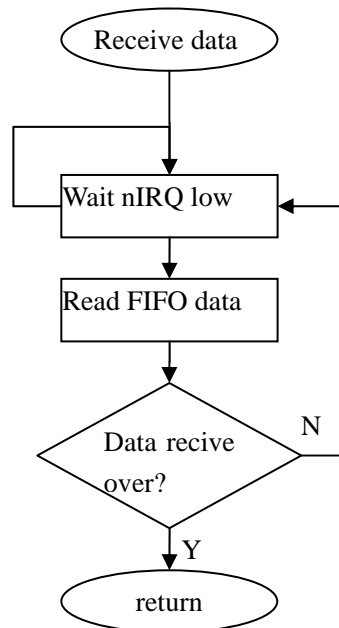 Receive data
Wait nIRQ low
Read FIFO data
Data recive
over?
N
Y
return